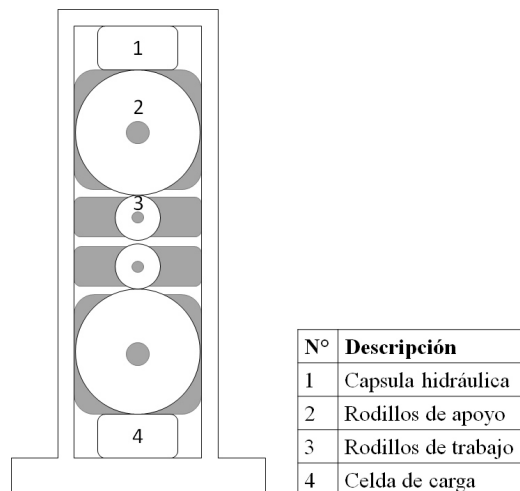 1
2
3
4
N° Descripción
1 Capsula hidráulica
2 Rodillos de apoyo
3 Rodillos de trabajo
4 Celda de carga